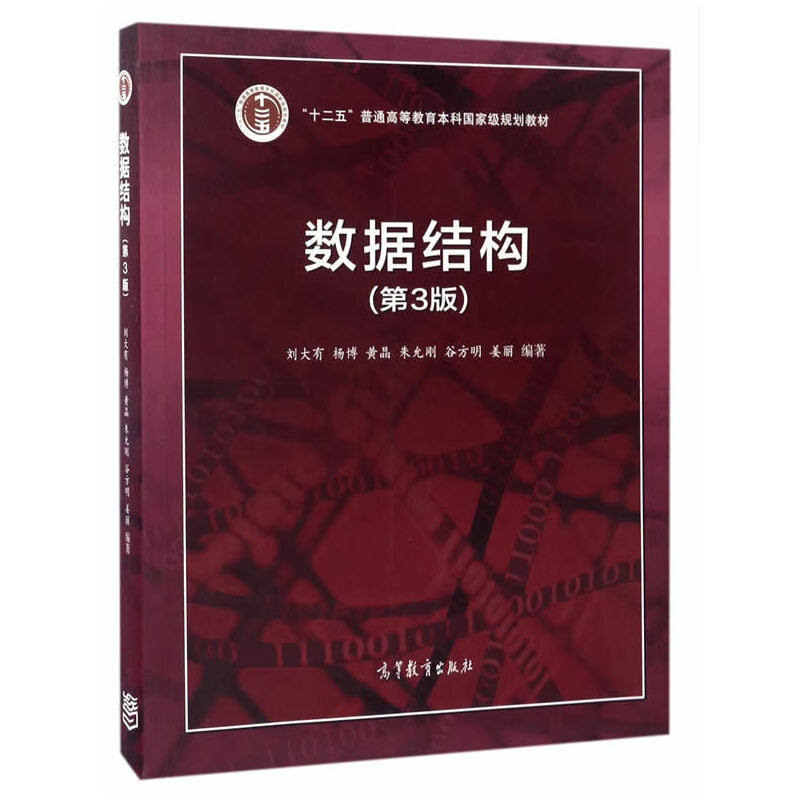 十二五
“十二五”普通高等教育本科国家级规划教材
数据结构
(第3版)
刘大有 杨博 黄晶 朱允刚 谷方明 姜丽 编著
高等教育出版社
数据结构
(第3版)
刘大有 杨博 黄晶 朱允刚 谷方明 姜丽 编著